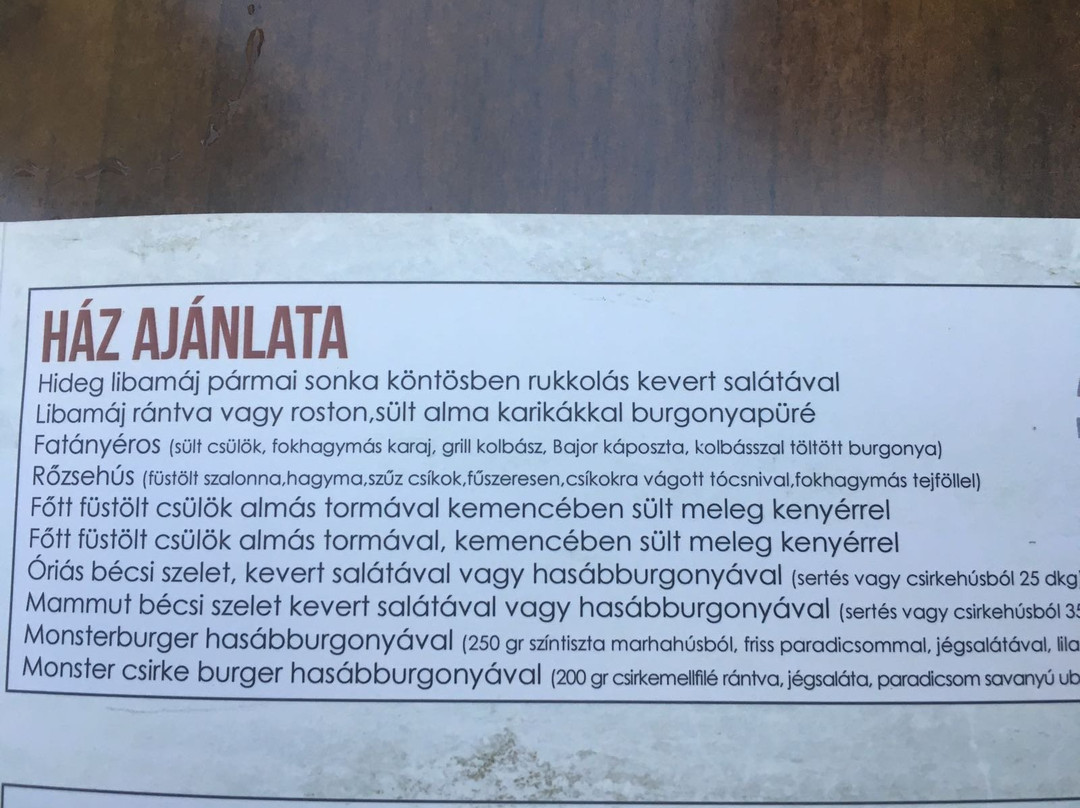 HÁZ AJÁNLATA
Hideg libamáj pármai sonka köntösben rukkolás kevert salátával
Libamáj rántva vagy roston,sült alma karikákkal burgonyapüré
Fatányéros (sült csülök, fokhagymás karaj, grill kolbász, Bajor káposzta, kolbásszal töltött burgonya)
Rőzsehús (füstölt szalonna,hagyma,szűz csíkok,fűszeresen,csíkokra vágott tócsnival,fokhagymás tejföllel)
Főtt füstölt csülök almás tormával kemencében sült meleg kenyérrel
Főtt füstölt csülök almás tormával, kemencében sült meleg kenyérrel
Óriás bécsi szelet, kevert salátával vagy hasábburgonyával (sertés vagy csirkehúsból 25 dkg)
Mammut bécsi szelet kevert salátával vagy hasábburgonyával (sertés vagy csirkehúsból 35
Monsterburger hasábburgonyával (250 gr színtiszta marhahúsból, friss paradicsommal, jégsalátával, lila
Monster csirke burger hasábburgonyával (200 gr csirkemellfilé rántva, jégsaláta, paradicsom savanyú ub